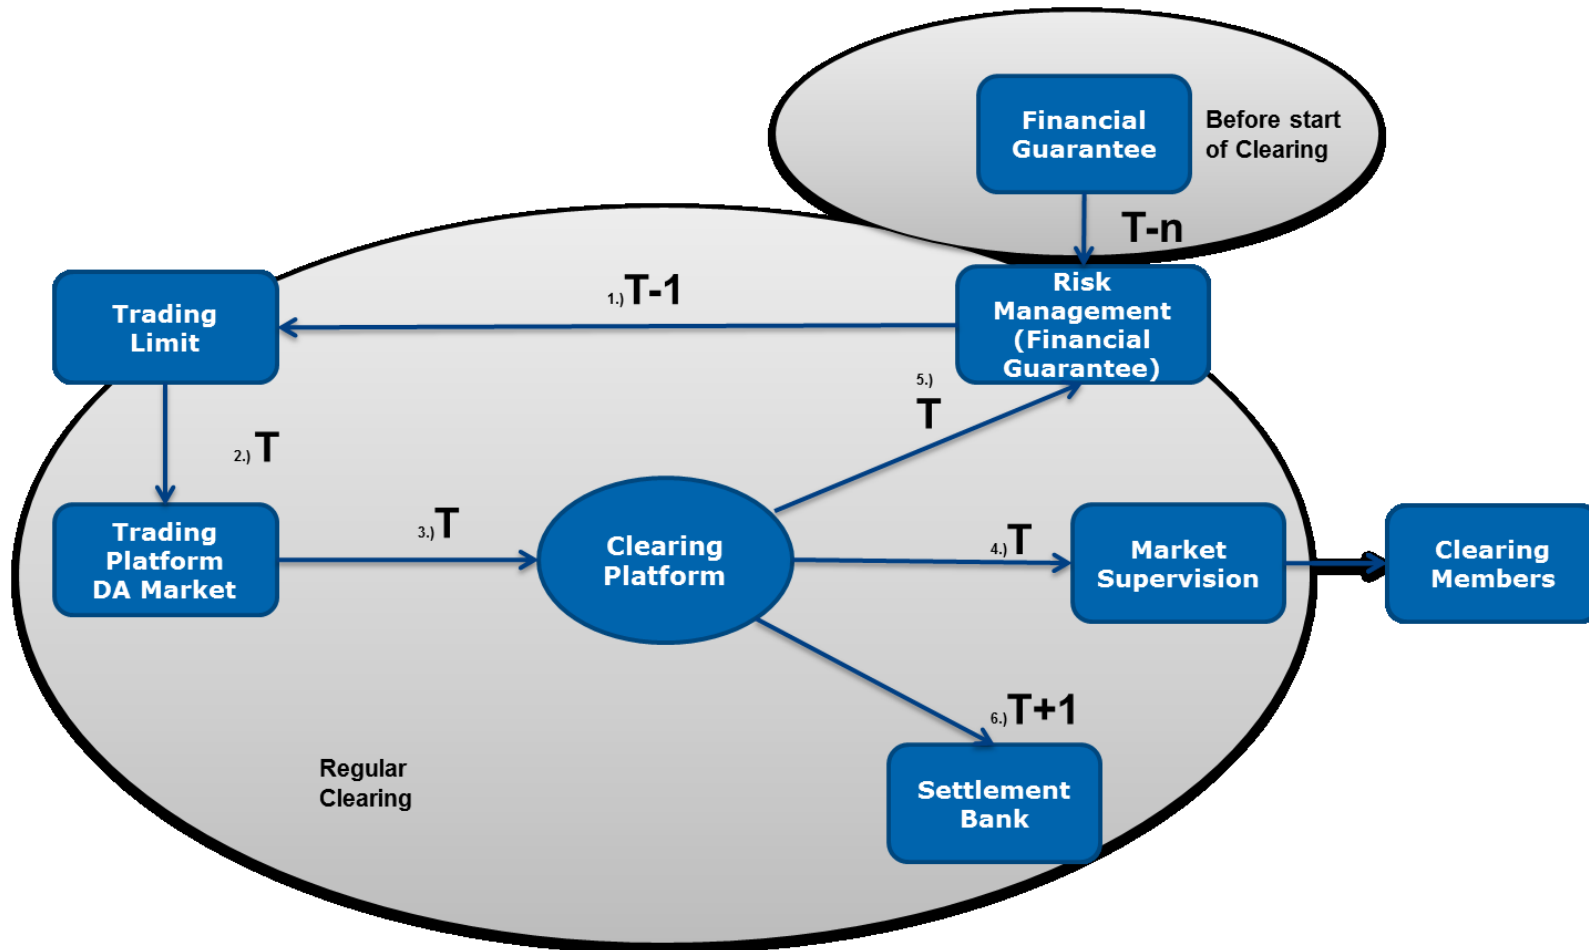 Financial
Guarantee
Before start
of Clearing
T-n
Risk
Management
(Financial
Guarantee)
1.) T-1
Trading
Limit
5.)
T
2.) T
Trading
Platform
DA Market
3.) T
Clearing
Platform
4.) T
Market
Supervision
Clearing
Members
6.) T+1
Regular
Clearing
Settlement
Bank